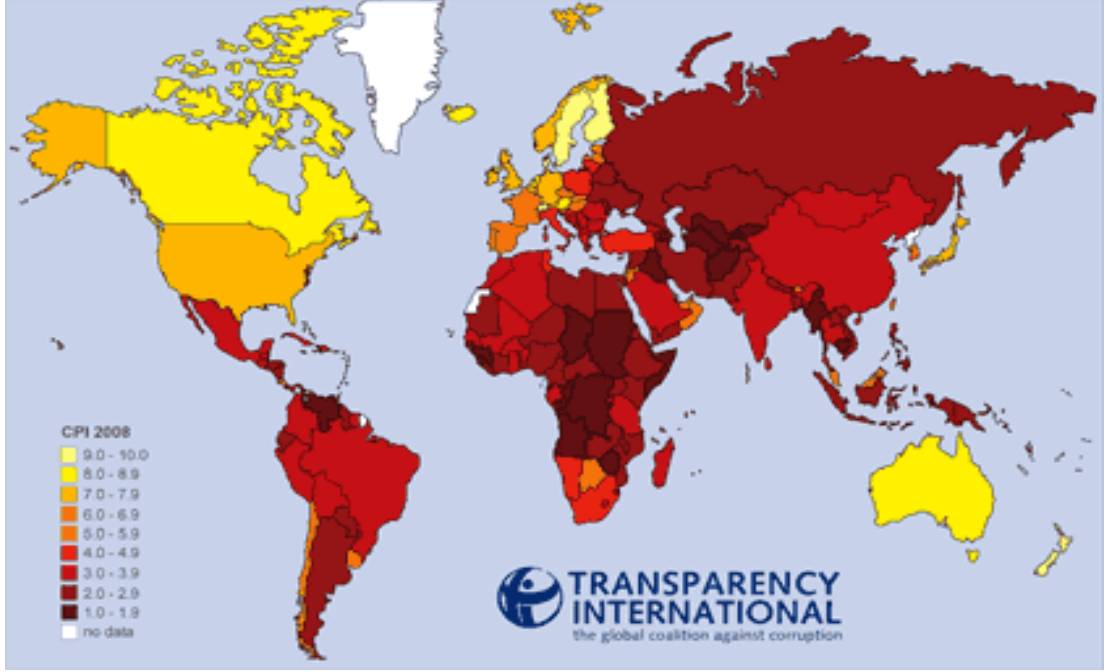 CPI 2008
9.0 - 10.0
8.0 - 8.9
7.0 - 7.9
6.0 - 6.9
5.0 - 5.9
4.0 - 4.9
3.0 - 3.9
2.0 - 2.9
1.0 - 1.9
no data
TRANSPARENCY
INTERNATIONAL
the global coalition against corruption